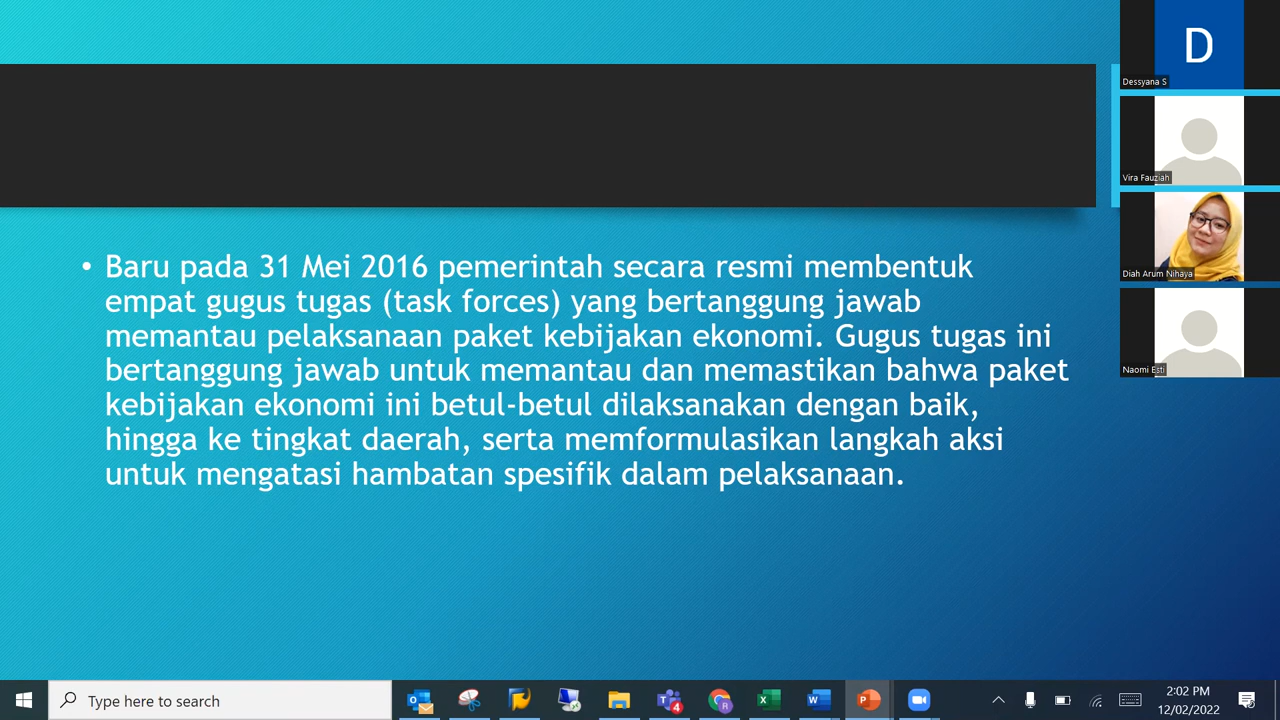 D
Dessyana S
Vira Fauziah
Diah Arum Nihaya
Naomi Esti
• Baru pada 31 Mei 2016 pemerintah secara resmi membentuk
empat gugus tugas (task forces) yang bertanggung jawab
memantau pelaksanaan paket kebijakan ekonomi. Gugus tugas ini
bertanggung jawab untuk memantau dan memastikan bahwa paket
kebijakan ekonomi ini betul-betul dilaksanakan dengan baik,
hingga ke tingkat daerah, serta memformulasikan langkah aksi
untuk mengatasi hambatan spesifik dalam pelaksanaan.
Type here to search
4
2:02 PM
12/02/2022